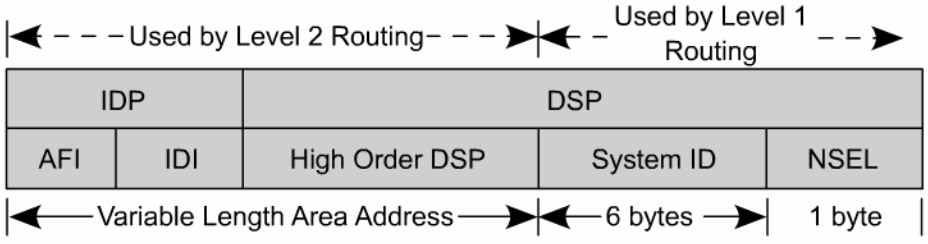 Used by Level 2 Routing
Used by Level 1
Routing
IDP
DSP
AFI
IDI
High Order DSP
System ID
NSEL
Variable Length Area Address
6 bytes
1 byte